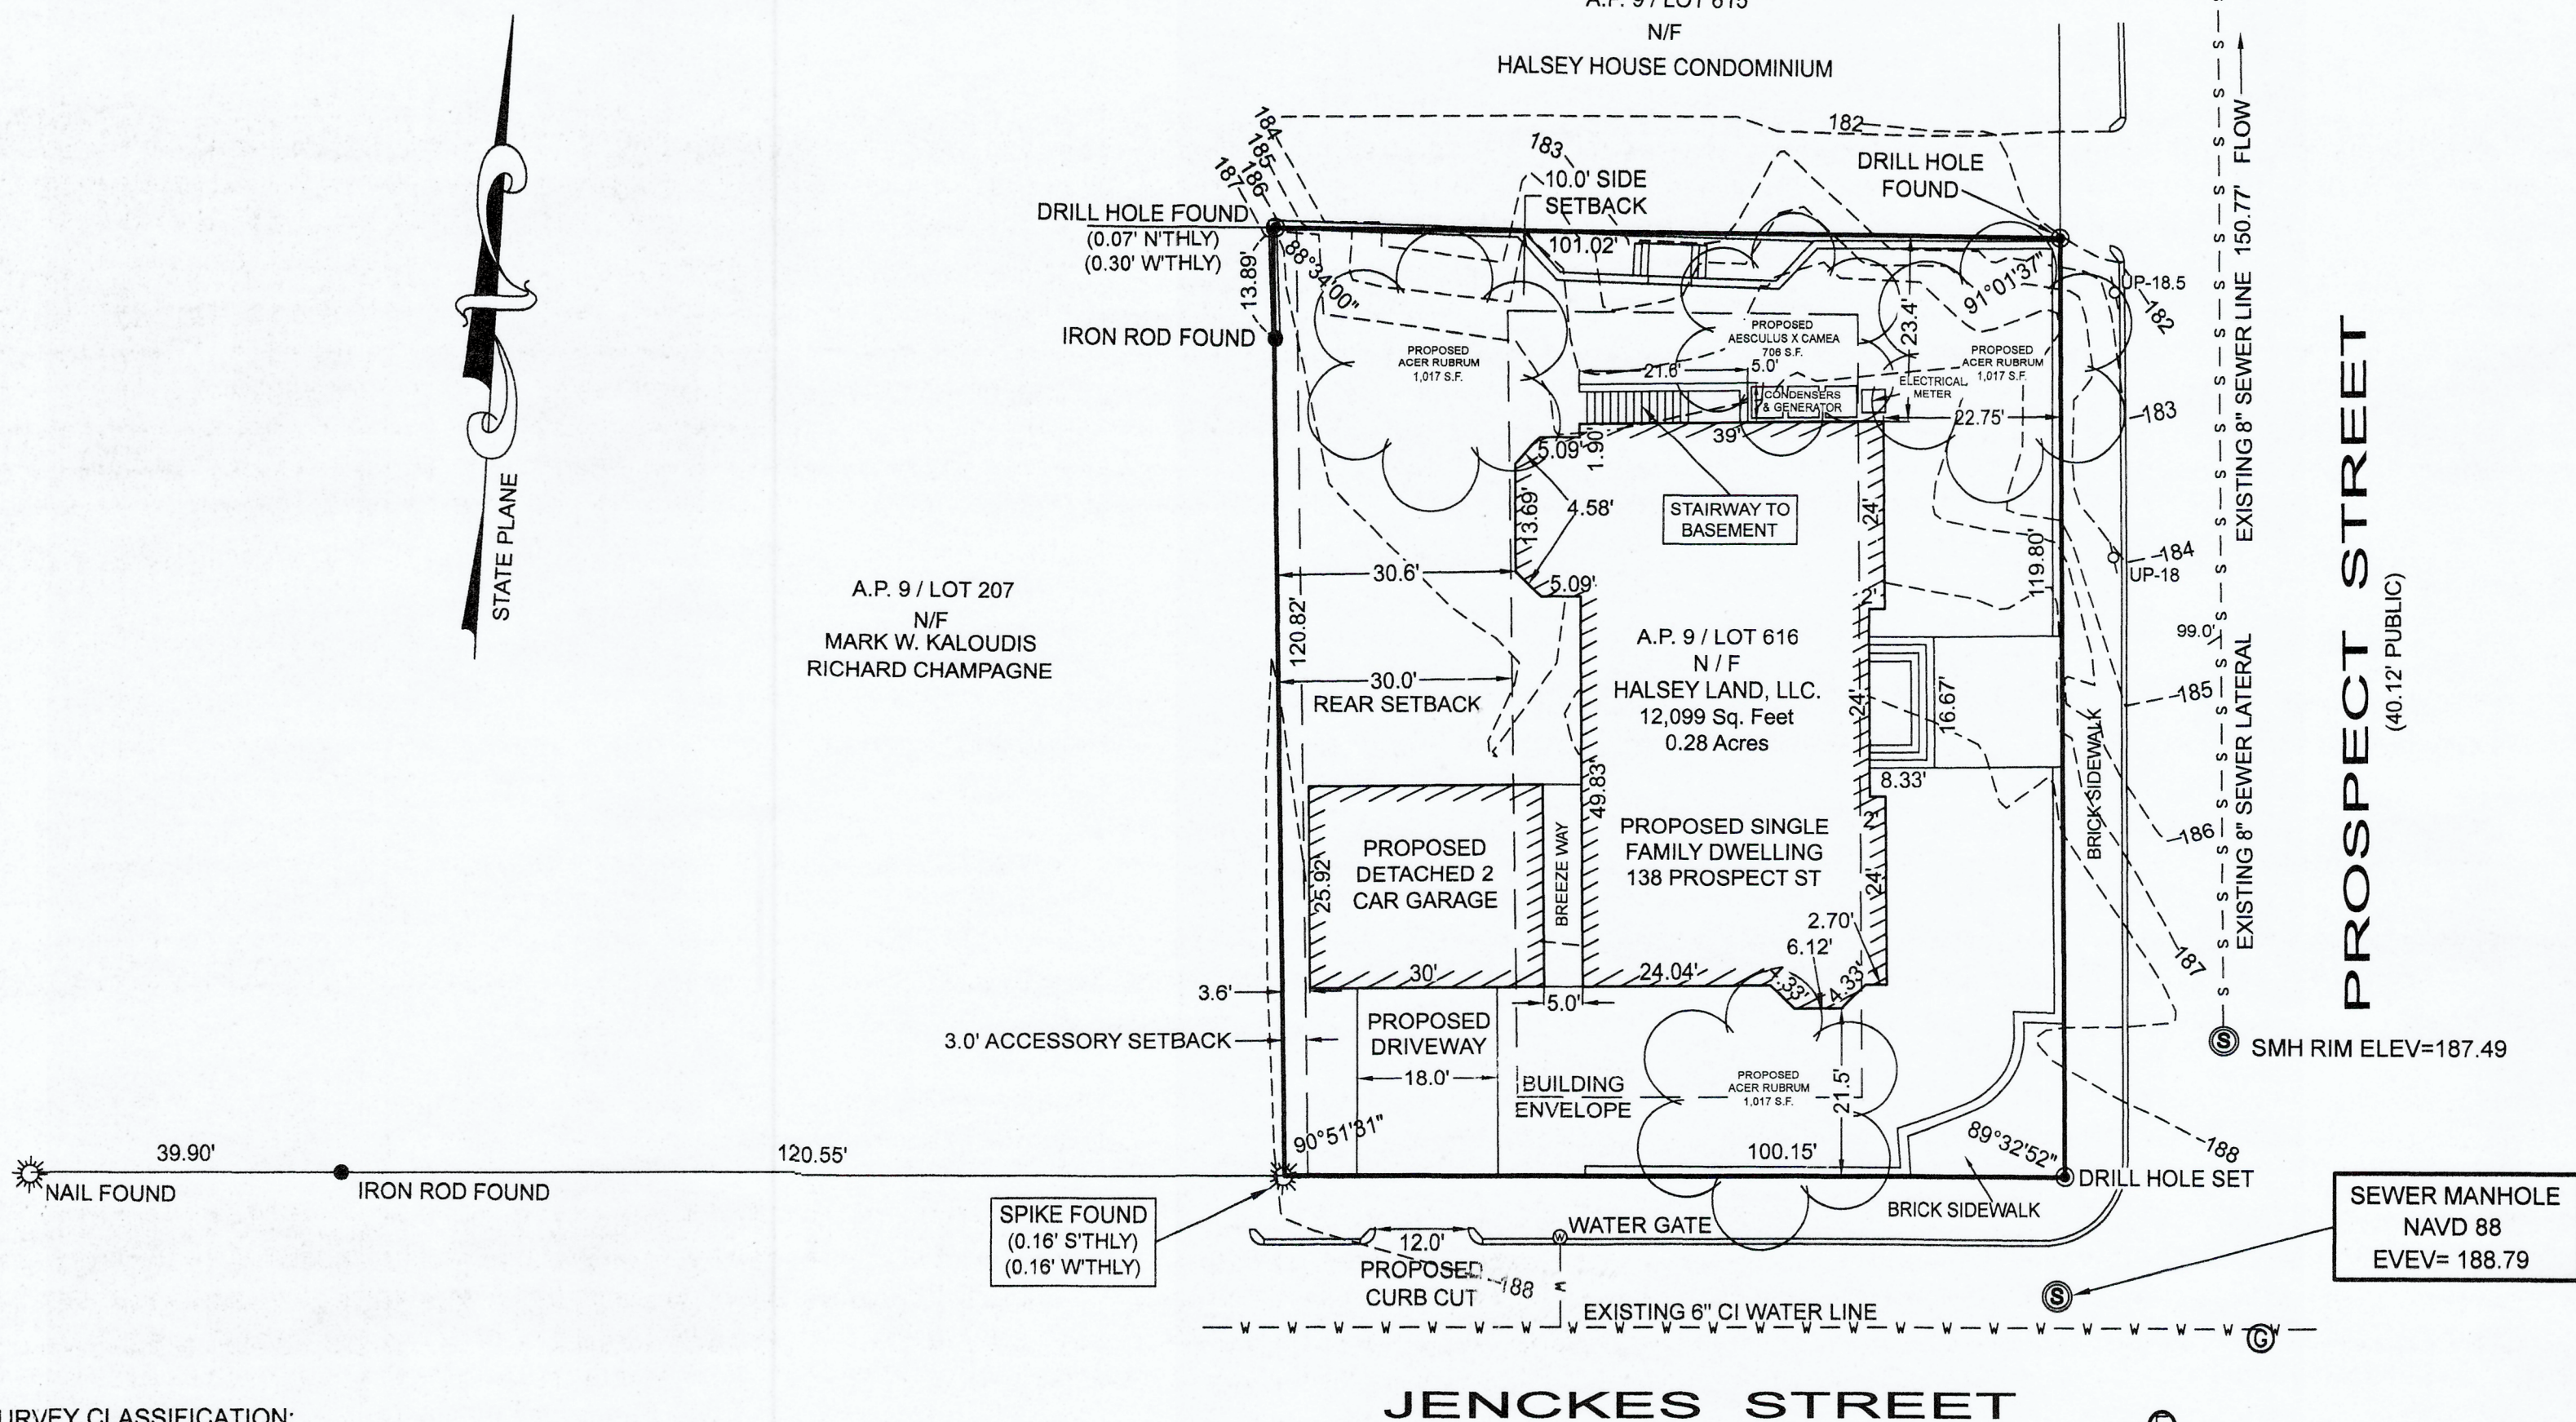 A.P. 9 / LOT 615
N/F
HALSEY HOUSE CONDOMINIUM
184
185
186
187
183
182
10.0' SIDE
SETBACK
DRILL HOLE
FOUND
DRILL HOLE FOUND
(0.07' N'THLY)
(0.30' W'THLY)
13.89'
88°34'00"
101.02'
91°01'37"
IRON ROD FOUND
UP-18.5
182
183
184
UP-18
PROPOSED
ACER RUBRUM
1,017 S.F.
PROPOSED
AESCULUS X CAMEA
706 S.F.
PROPOSED
ACER RUBRUM
1,017 S.F.
23.4'
21.6'
5.0'
CONDENSERS
& GENERATOR
ELECTRICAL
METER
22.75'
39'
1.90'
5.09'
4.58'
13.69'
5.09'
STAIRWAY TO
BASEMENT
24'
2'
119.80'
30.6'
120.82'
30.0'
REAR SETBACK
STATE PLANE
A.P. 9 / LOT 207
N/F
MARK W. KALOUDIS
RICHARD CHAMPAGNE
A.P. 9 / LOT 616
N / F
HALSEY LAND, LLC.
12,099 Sq. Feet
0.28 Acres
24'
16.67'
8.33'
2'
49.83'
PROPOSED SINGLE
FAMILY DWELLING
138 PROSPECT ST
24'
2.70'
6.12'
4.33'
4.33'
24.04'
PROPOSED
DETACHED 2
CAR GARAGE
25.92'
30'
BREEZE WAY
5.0'
3.6'
3.0' ACCESSORY SETBACK
PROPOSED
DRIVEWAY
18.0'
BUILDING
ENVELOPE
PROPOSED
ACER RUBRUM
1,017 S.F.
21.5'
100.15'
90°51'31"
89°32'52"
BRICK SIDEWALK
BRICK SIDEWALK
185
186
187
188
99.0'
EXISTING 8" SEWER LINE 150.77' FLOW
EXISTING 8" SEWER LATERAL
S S S S S S S S S S S S S S S S S S S S S S
PROSPECT STREET
(40.12' PUBLIC)
S
SMH RIM ELEV=187.49
39.90'
120.55'
NAIL FOUND
IRON ROD FOUND
DRILL HOLE SET
SPIKE FOUND
(0.16' S'THLY)
(0.16' W'THLY)
12.0'
PROPOSED
CURB CUT
188
W
WATER GATE
W
EXISTING 6" CI WATER LINE
W W W W W W W W W W W W W W W W W W W W W W W
S
G
SEWER MANHOLE
NAVD 88
EVEV= 188.79
JENCKES STREET
URVEY CLASSIFICATION: